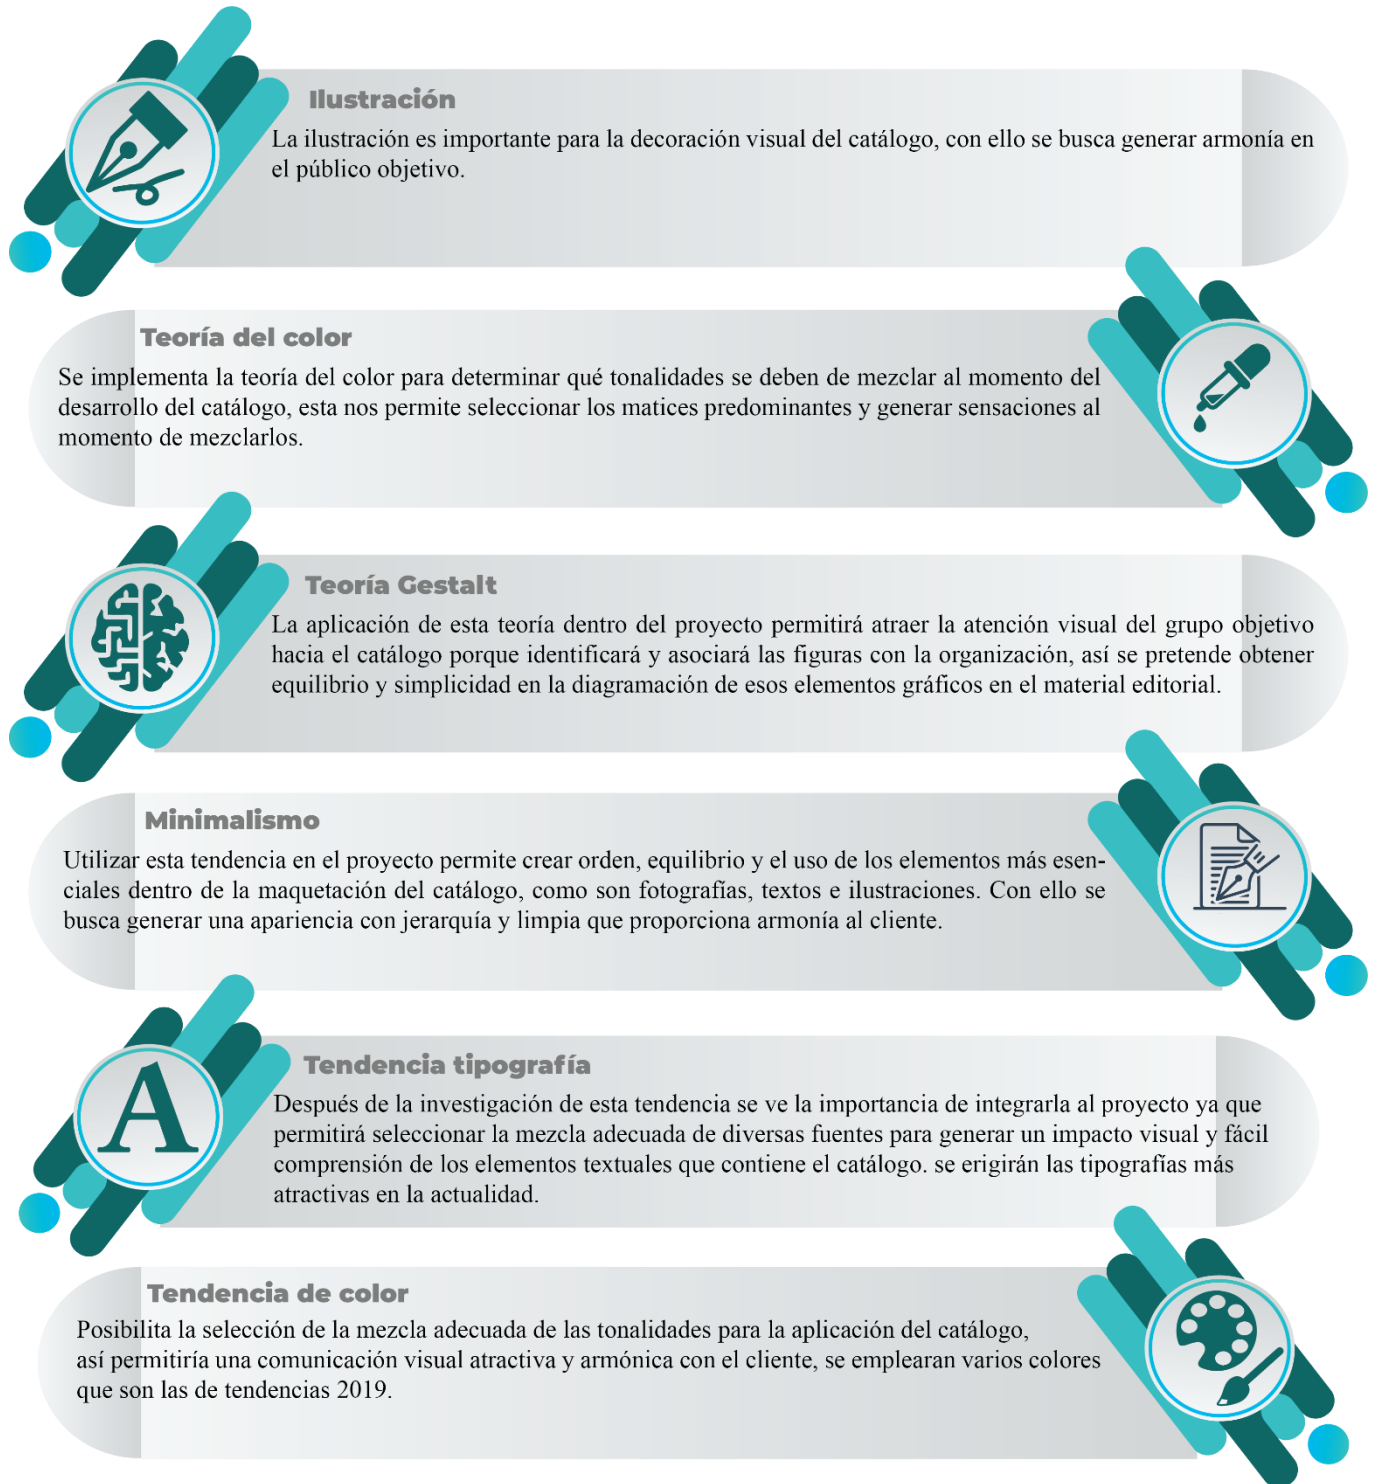 Ilustración
La ilustración es importante para la decoración visual del catálogo, con ello se busca generar armonía en
el público objetivo.
Teoría del color
Se implementa la teoría del color para determinar qué tonalidades se deben de mezclar al momento del
desarrollo del catálogo, esta nos permite seleccionar los matices predominantes y generar sensaciones al
momento de mezclarlos.
Teoría Gestalt
La aplicación de esta teoría dentro del proyecto permitirá atraer la atención visual del grupo objetivo
hacia el catálogo porque identificará y asociará las figuras con la organización, así se pretende obtener
equilibrio y simplicidad en la diagramación de esos elementos gráficos en el material editorial.
Minimalismo
Utilizar esta tendencia en el proyecto permite crear orden, equilibrio y el uso de los elementos más esen-
ciales dentro de la maquetación del catálogo, como son fotografías, textos e ilustraciones. Con ello se
busca generar una apariencia con jerarquía y limpia que proporciona armonía al cliente.
A
Tendencia tipografía
Después de la investigación de esta tendencia se ve la importancia de integrarla al proyecto ya que
permitirá seleccionar la mezcla adecuada de diversas fuentes para generar un impacto visual y fácil
comprensión de los elementos textuales que contiene el catálogo. se erigirán las tipografías más
atractivas en la actualidad.
Tendencia de color
Posibilita la selección de la mezcla adecuada de las tonalidades para la aplicación del catálogo,
así permitiría una comunicación visual atractiva y armónica con el cliente, se emplearan varios colores
que son las de tendencias 2019.